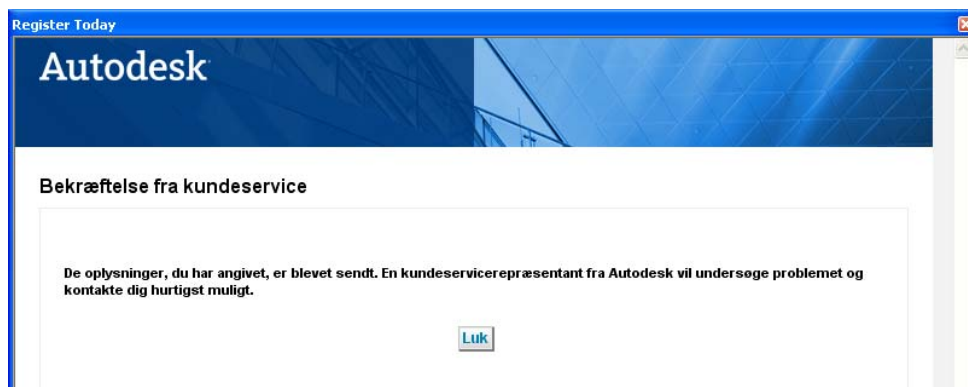 Register Today
Autodesk
Bekræftelse fra kundeservice
De oplysninger, du har angivet, er blevet sendt. En kundeservicerepræsentant fra Autodesk vil undersøge problemet og
kontakte dig hurtigst muligt.
Luk